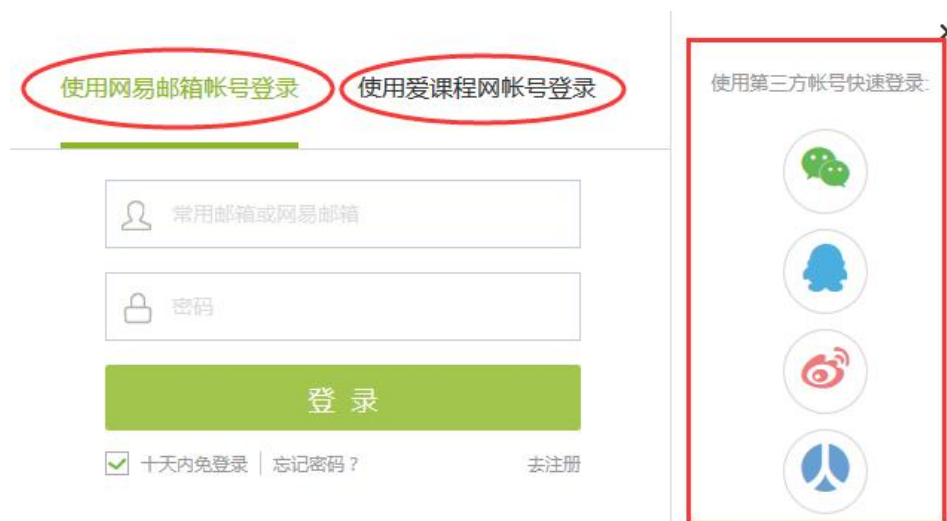 使用网易邮箱帐号登录
使用爱课程网帐号登录
常用邮箱或网易邮箱
密码
登录
十天内免登录
忘记密码？
去注册
使用第三方帐号快速登录: